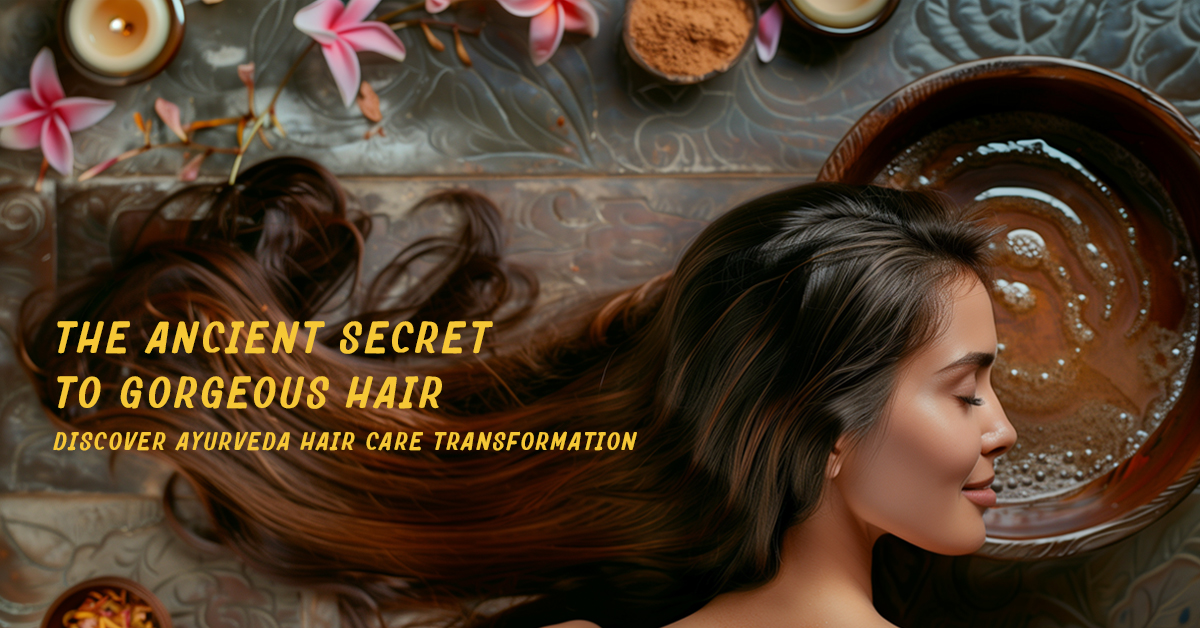 THE ANCIENT SECRET
TO GORGEOUS HAIR
DISCOVER AYURVEDA HAIR CARE TRANSFORMATION